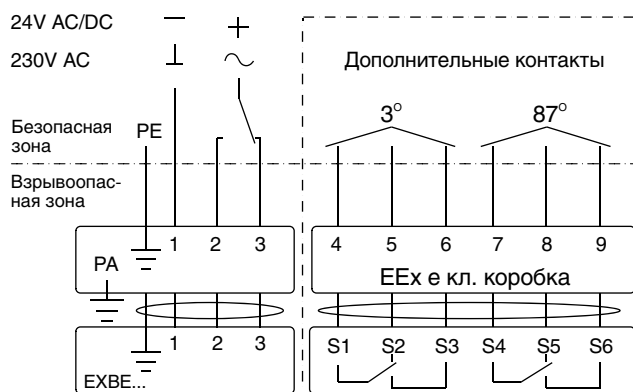 24V AC/DC
230V AC
Дополнительные контакты
3° 87°
Безопасная
зона
PE
Взрывоопас-
ная зона
1 2 3
4 5 6 7 8 9
PA
EEx e кл. коробка
1 2 3
S1 S2 S3 S4 S5 S6
EXBE...